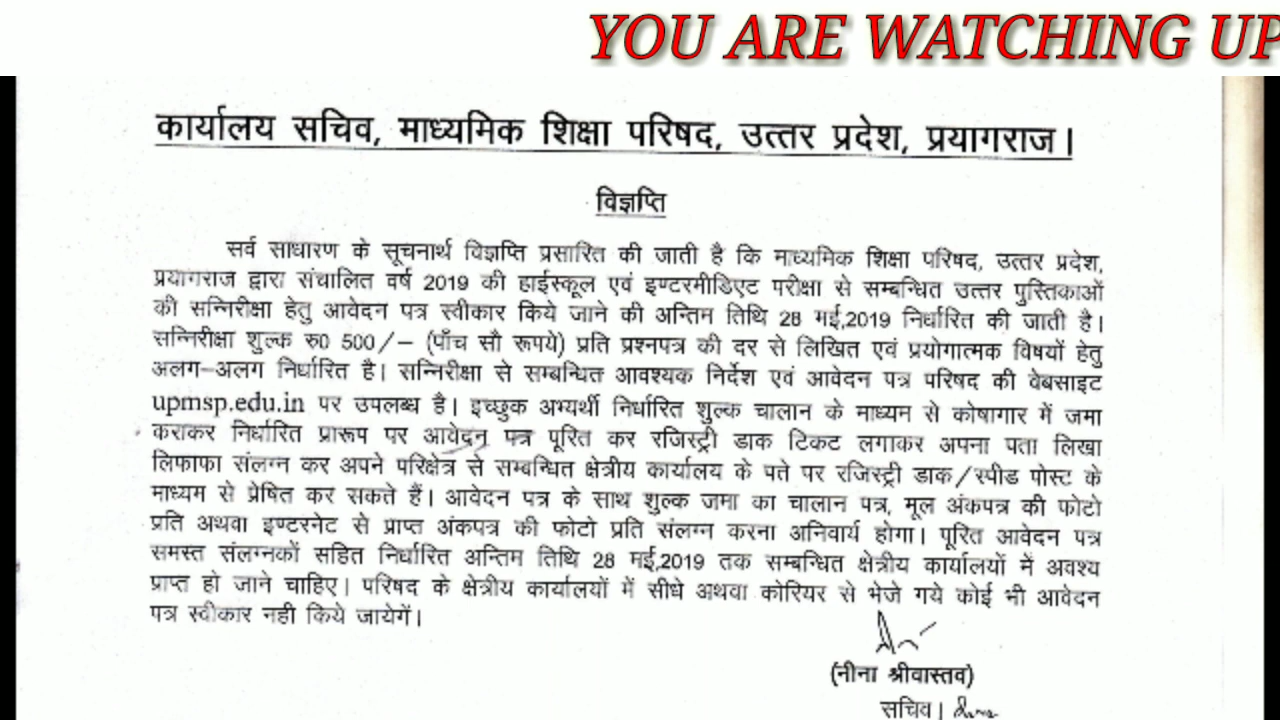 YOU ARE WATCHING UP
कार्यालय सचिव, माध्यमिक शिक्षा परिषद, उत्तर प्रदेश, प्रयागराज।
विज्ञप्ति
सर्व साधारण के सूचनार्थ विज्ञप्ति प्रसारित की जाती है कि माध्यमिक शिक्षा परिषद, उत्तर प्रदेश,
प्रयागराज द्वारा संचालित वर्ष 2019 की हाईस्कूल एवं इण्टरमीडिएट परीक्षा से सम्बन्धित उत्तर पुस्तिकाओं
की सन्निरीक्षा हेतु आवेदन पत्र स्वीकार किये जाने की अन्तिम तिथि 28 मई,2019 निर्धारित की जाती है।
सन्निरीक्षा शुल्क रु0 500/– (पाँच सौ रूपये) प्रति प्रश्नपत्र की दर से लिखित एवं प्रयोगात्मक विषयों हेतु
अलग–अलग निर्धारित है। सन्निरीक्षा से सम्बन्धित आवश्यक निर्देश एवं आवेदन पत्र परिषद की वेबसाइट
upmsp.edu.in पर उपलब्ध है। इच्छुक अभ्यर्थी निर्धारित शुल्क चालान के माध्यम से कोषागार में जमा
कराकर निर्धारित प्रारूप पर आवेदन पत्र पूरित कर रजिस्ट्री डाक टिकट लगाकर अपना पता लिखा
लिफाफा संलग्न कर अपने परिक्षेत्र से सम्बन्धित क्षेत्रीय कार्यालय के पते पर रजिस्ट्री डाक/स्पीड पोस्ट के
माध्यम से प्रेषित कर सकते हैं। आवेदन पत्र के साथ शुल्क जमा का चालान पत्र, मूल अंकपत्र की फोटो
प्रति अथवा इण्टरनेट से प्राप्त अंकपत्र की फोटो प्रति संलग्न करना अनिवार्य होगा। पूरित आवेदन पत्र
समस्त संलग्नकों सहित निर्धारित अन्तिम तिथि 28 मई,2019 तक सम्बन्धित क्षेत्रीय कार्यालयों में अवश्य
प्राप्त हो जाने चाहिए। परिषद के क्षेत्रीय कार्यालयों में सीधे अथवा कोरियर से भेजे गये कोई भी आवेदन
पत्र स्वीकार नही किये जायेगें।
(नीना श्रीवास्तव)
सचिव।